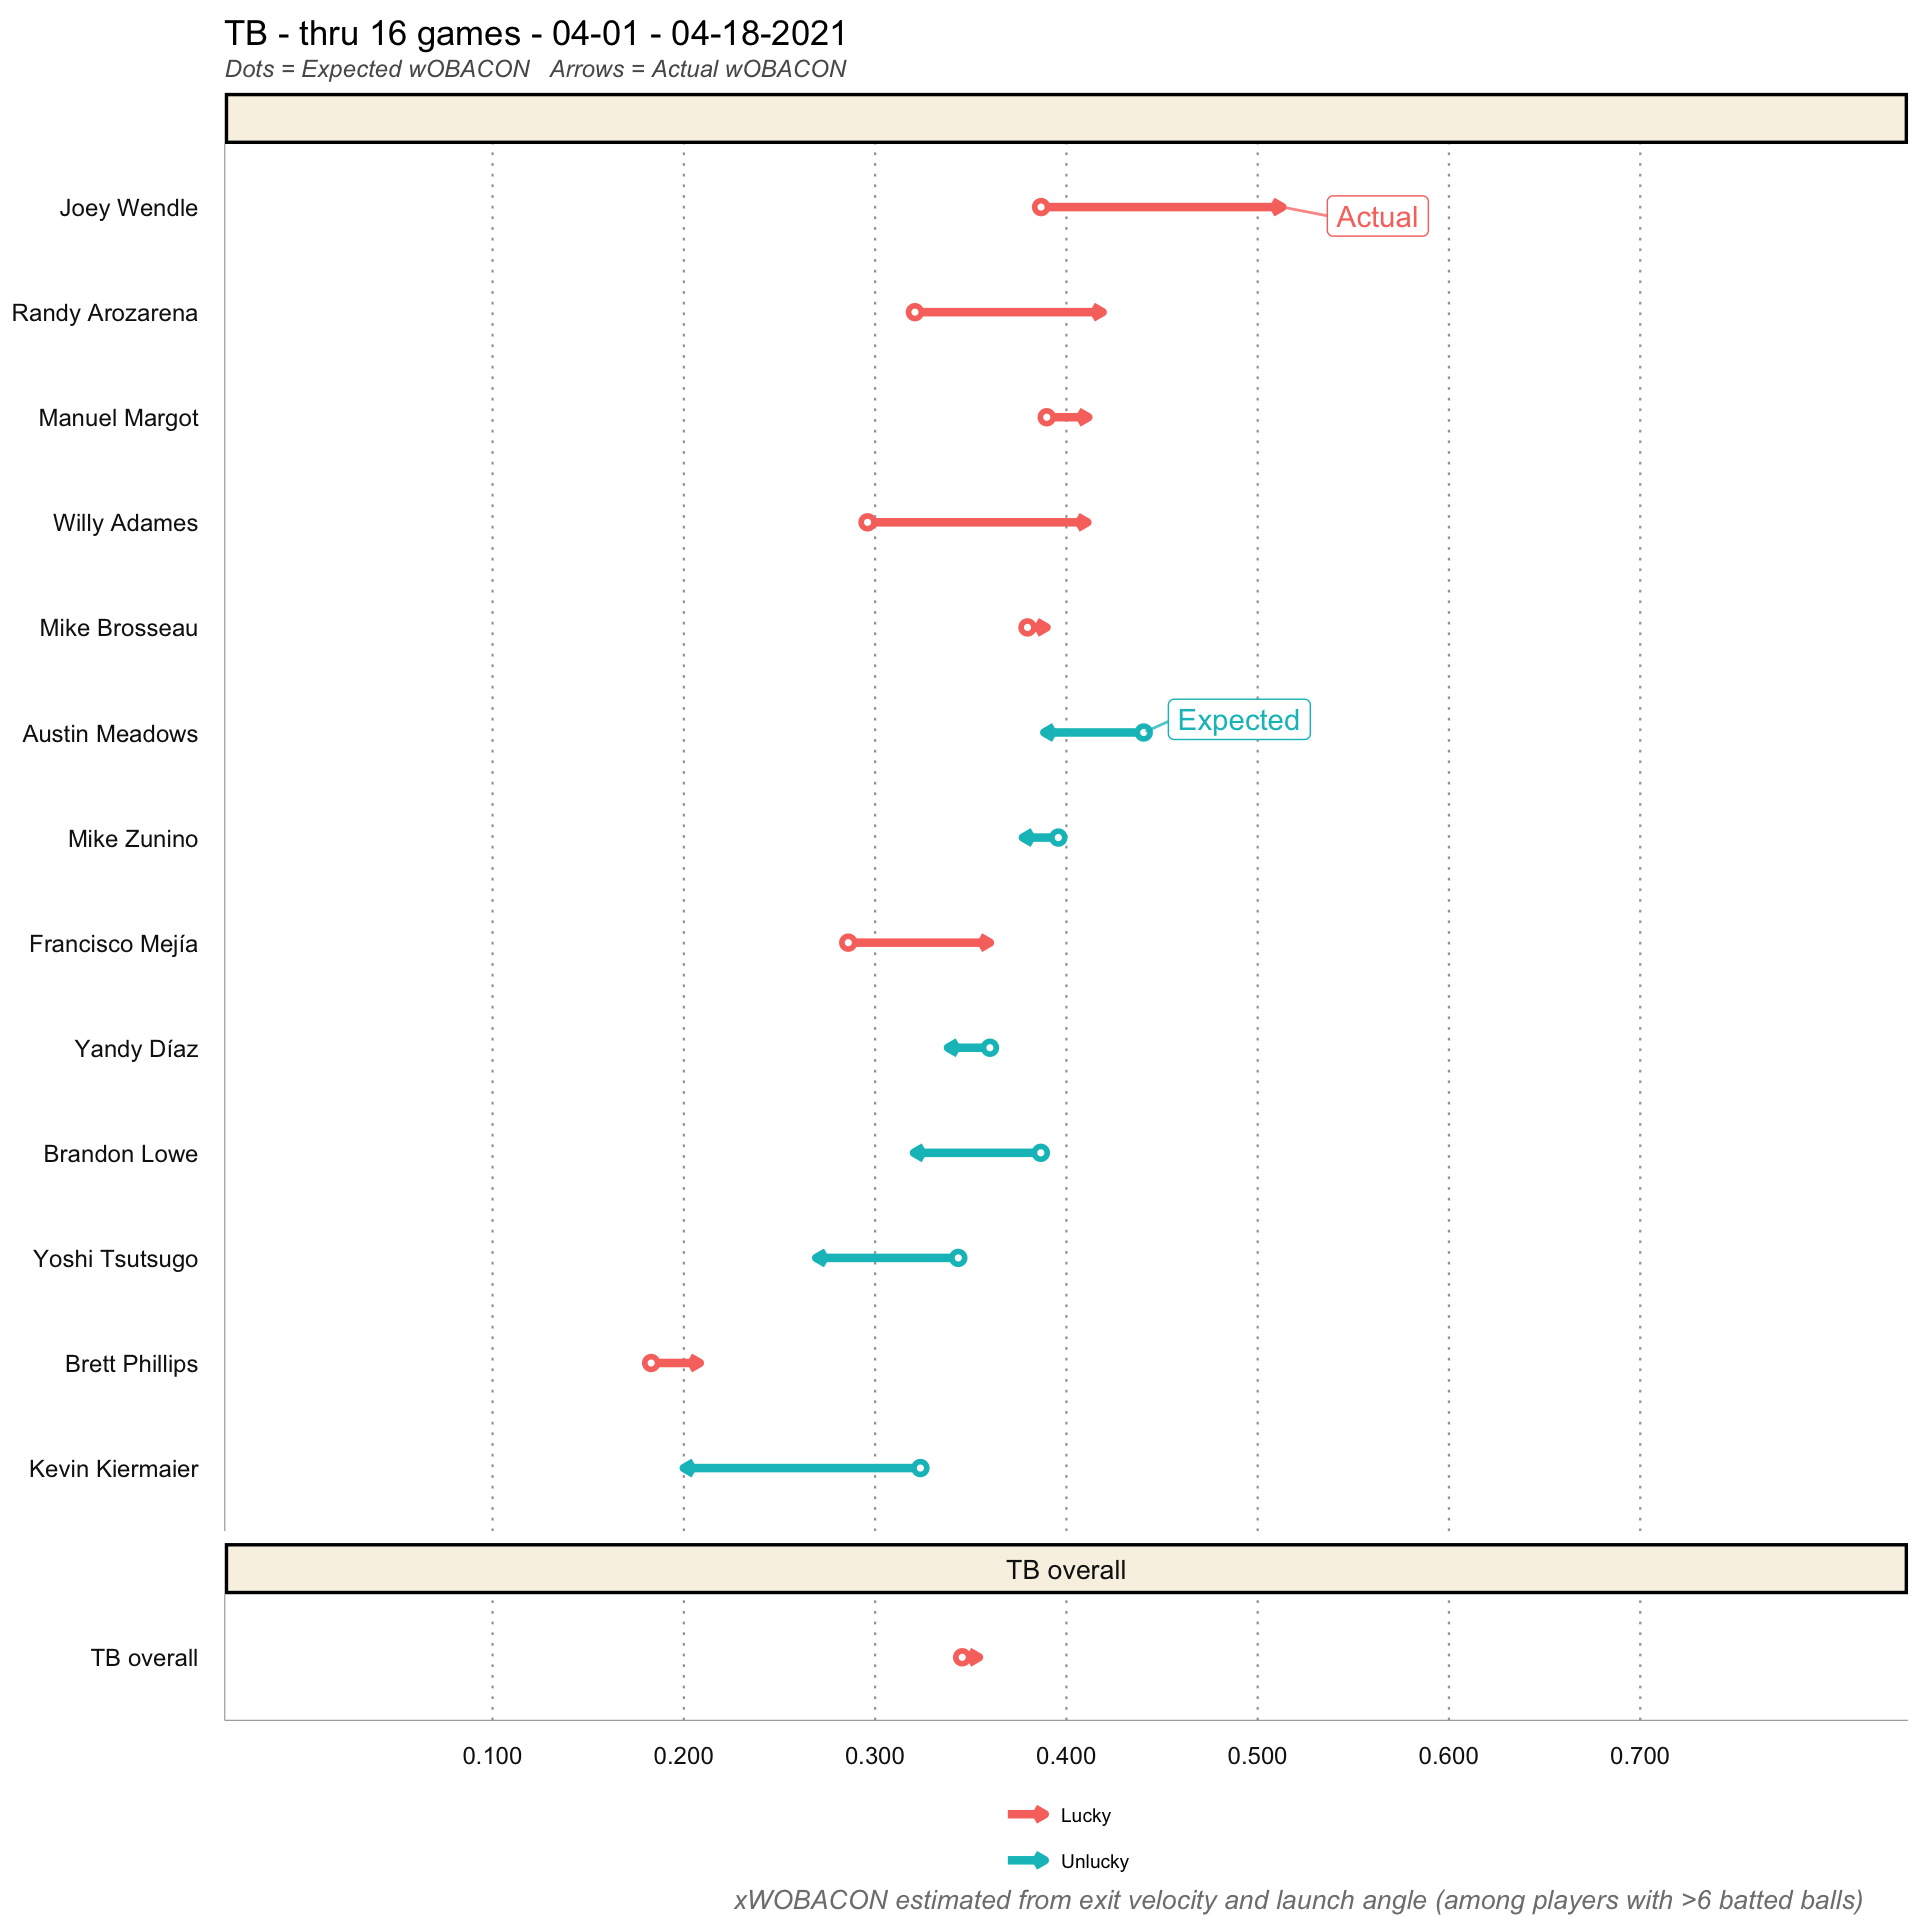 TB - thru 16 games - 04-01 - 04-18-2021
Dots = Expected wOBACON   Arrows = Actual wOBACON
Joey Wendle
Actual
Randy Arozarena
Manuel Margot
Willy Adames
Mike Brosseau
Austin Meadows
Expected
Mike Zunino
Francisco Mejía
Yandy Díaz
Brandon Lowe
Yoshi Tsutsugo
Brett Phillips
Kevin Kiermaier
TB overall
TB overall
0.100 0.200 0.300 0.400 0.500 0.600 0.700
Lucky
Unlucky
xWOBACON estimated from exit velocity and launch angle (among players with >6 batted balls)